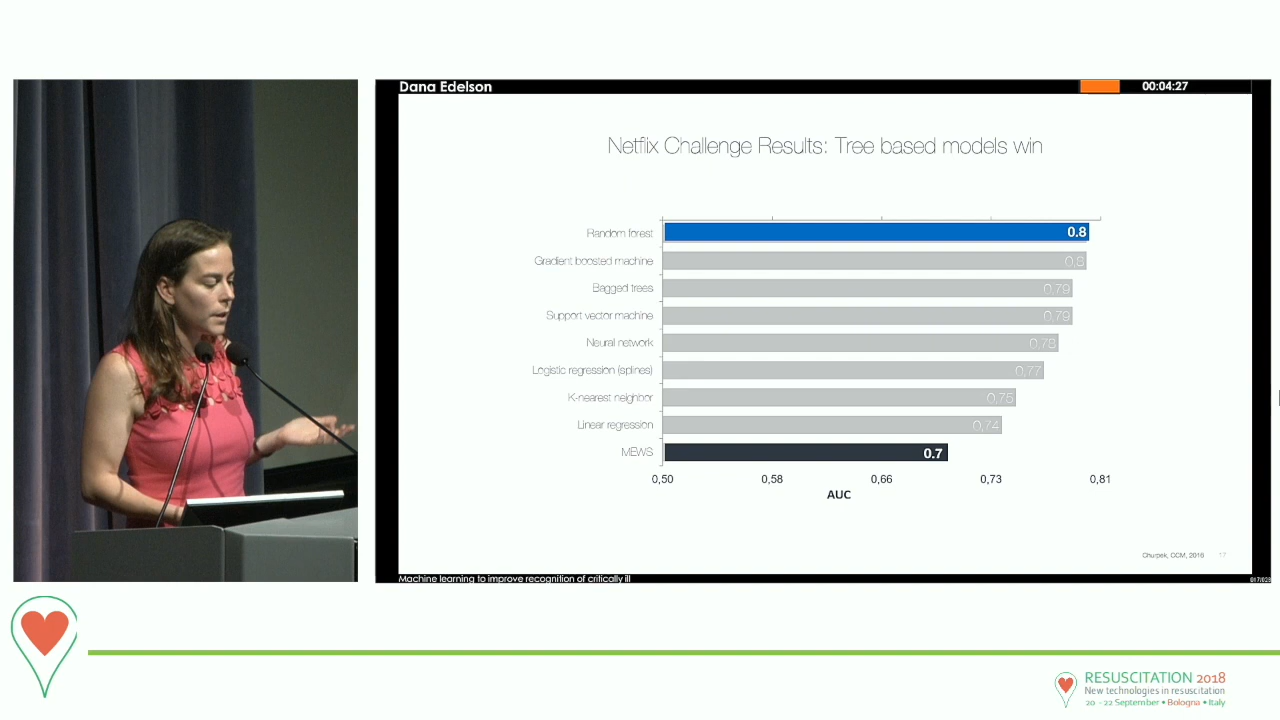 Dana Edelson
00:04:27
Netflix Challenge Results: Tree based models win
Random forest
0.8
Gradient boosted machine
0,8
Bagged trees
0,79
Support vector machine
0,79
Neural network
0,78
Logistic regression (splines)
0,77
K-nearest neighbor
0,75
Linear regression
0,74
MEWS
0.7
0,50
0,58
0,66
0,73
0,81
AUC
Churpek, CCM, 2016
17
Machine learning to improve recognition of critically ill
017/028
RESUSCITATION 2018
New technologies in resuscitation
20 - 22 September • Bologna • Italy